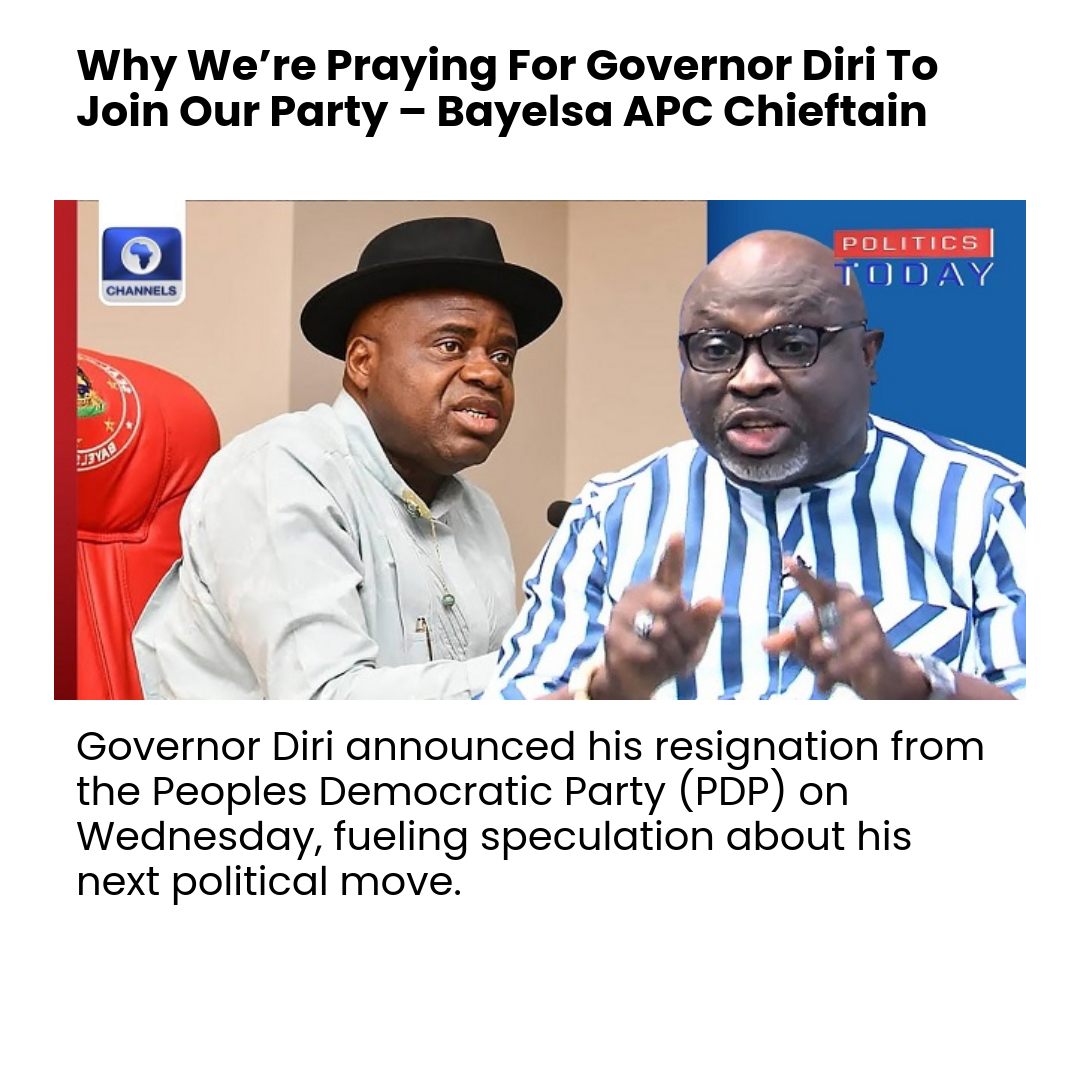 Why We’re Praying For Governor Diri To
Join Our Party – Bayelsa APC Chieftain
CHANNELS
POLITICS
TODAY
Governor Diri announced his resignation from
the Peoples Democratic Party (PDP) on
Wednesday, fueling speculation about his
next political move.